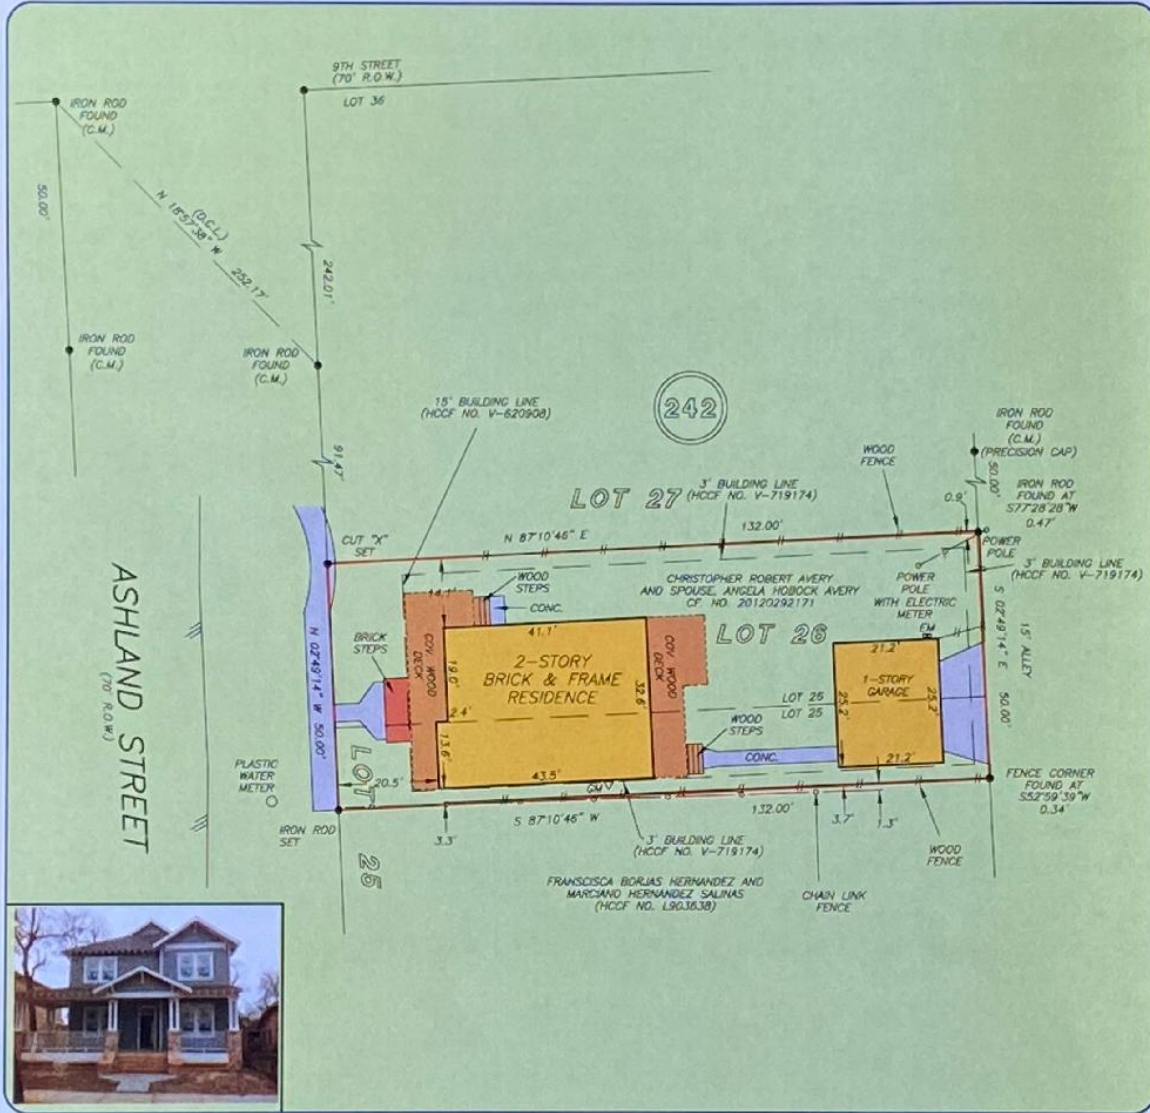 9TH STREET
(70' R.O.W.)
LOT 36
IRON ROD
FOUND
(C.M.)
50.00'
(D.C.L.)
N 18°57'38" W 252.17'
242.01'
IRON ROD
FOUND
(C.M.)
IRON ROD
FOUND
(C.M.)
91.47'
15' BUILDING LINE
(HCCF NO. V-620908)
242
IRON ROD
FOUND
(C.M.)
(PRECISION CAP)
50.00'
WOOD
FENCE
3' BUILDING LINE
(HCCF NO. V-719174)
LOT 27
0.9'
IRON ROD
FOUND AT
S77°28'28"W
0.47'
CUT "X"
SET
N 87°10'46" E
132.00'
POWER
POLE
3' BUILDING LINE
(HCCF NO. V-719174)
WOOD
STEPS
CONC.
CHRISTOPHER ROBERT AVERY
AND SPOUSE, ANGELA HOBOCK AVERY
CF. NO. 20120292171
POWER
POLE
WITH ELECTRIC
METER
EM
LOT 26
ASHLAND STREET
(70' R.O.W.)
N 02°49'14" W 50.00'
BRICK
STEPS
COV. WOOD
DECK
41.1'
19.0'
2-STORY
BRICK & FRAME
RESIDENCE
32.6'
COV. WOOD
DECK
2.4'
13.6'
43.5'
21.2'
1-STORY
GARAGE
25.2'
25.2'
21.2'
S 02°49'14" E 50.00'
15' ALLEY
LOT 25
LOT 25
WOOD
STEPS
CONC.
PLASTIC
WATER
METER
20.5'
GM
LOT 25
IRON ROD
SET
3.3'
S 87°10'46" W
132.00'
3.7'
1.3'
FENCE CORNER
FOUND AT
S52°59'39"W
0.34'
3' BUILDING LINE
(HCCF NO. V-719174)
WOOD
FENCE
FRANSCISCA BORJAS HERNANDEZ AND
MARCIANO HERNANDEZ SALINAS
(HCCF NO. L903638)
CHAIN LINK
FENCE